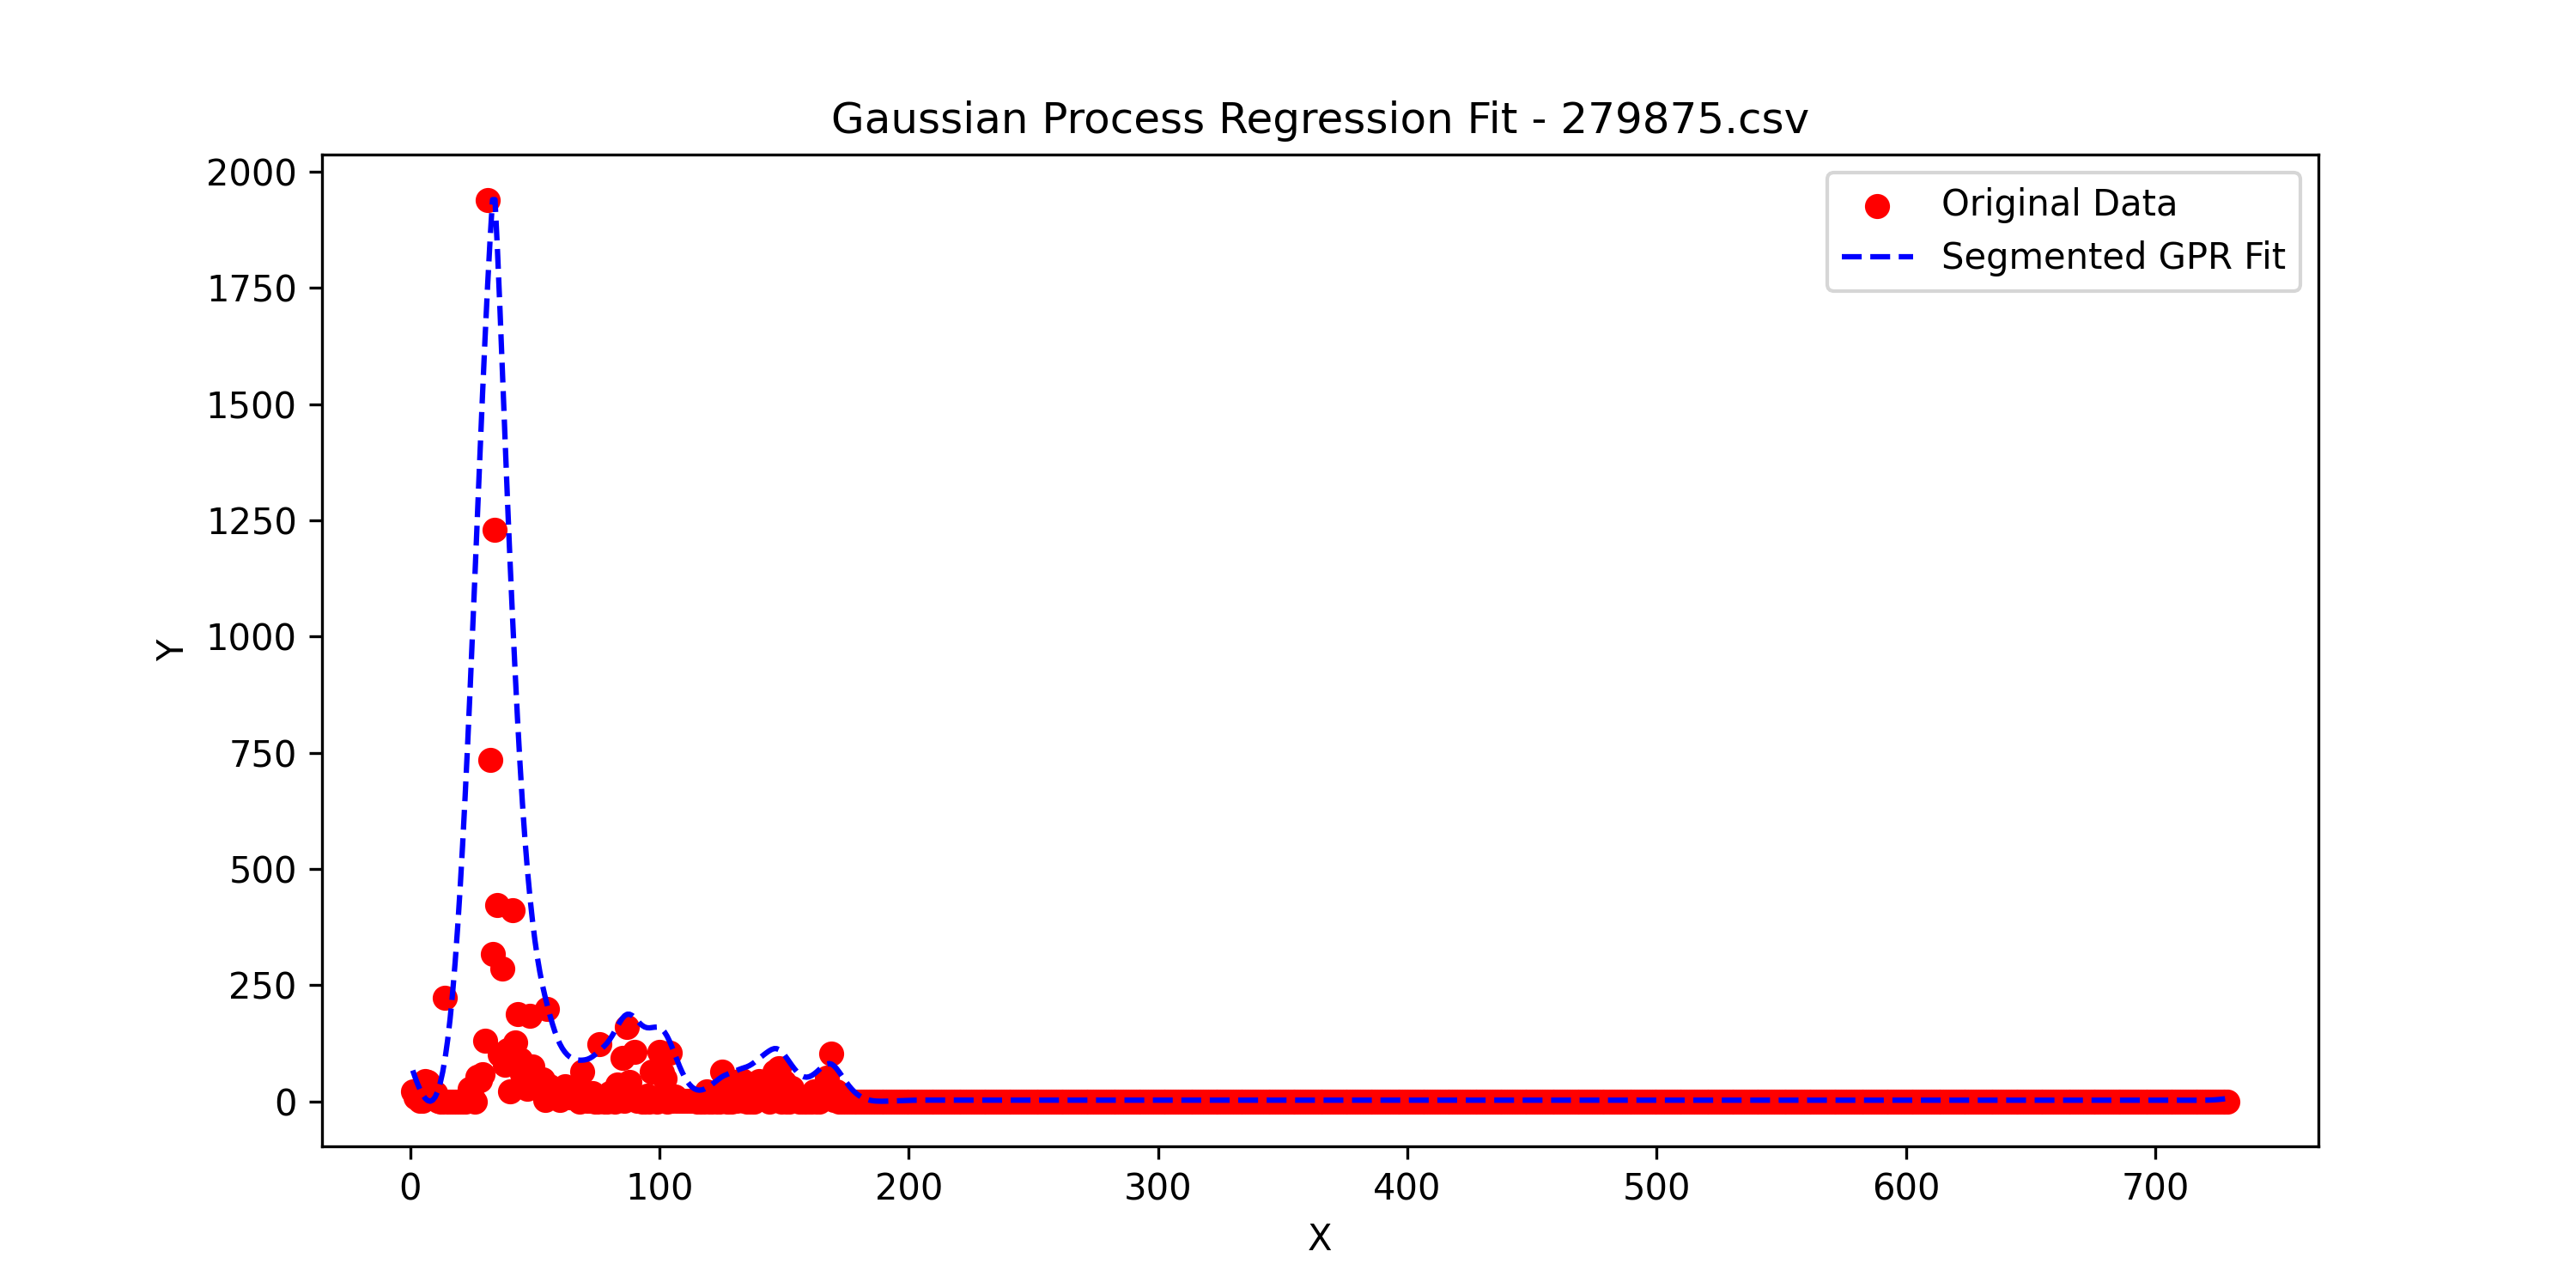 Gaussian Process Regression Fit - 279875.csv
Original Data
Segmented GPR Fit
2000
1750
1500
1250
1000
750
500
250
0
Y
0 100 200 300 400 500 600 700
X